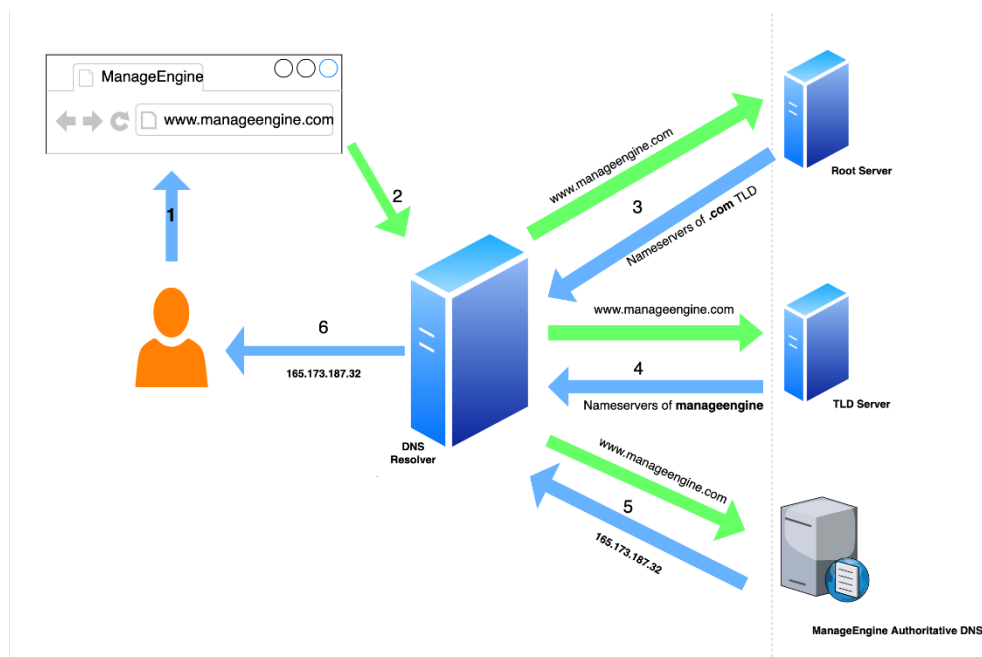 ManageEngine
www.manageengine.com
1
2
www.manageengine.com
3
Nameservers of .com TLD
Root Server
www.manageengine.com
4
Nameservers of manageengine
TLD Server
6
165.173.187.32
DNS
Resolver
www.manageengine.com
5
165.173.187.32
ManageEngine Authoritative DNS